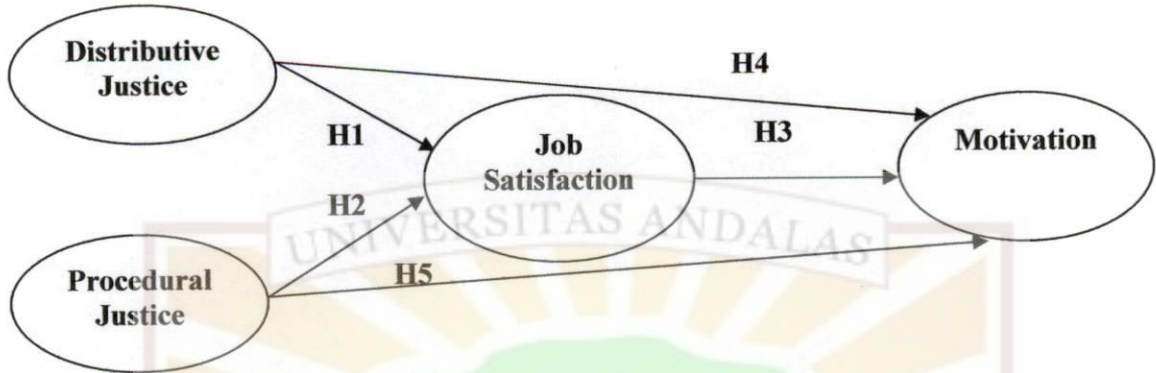 Distributive
Justice
H4
H1
Job
Satisfaction
H3
Motivation
H2
UNIVERSITAS ANDALAS
H5
Procedural
Justice